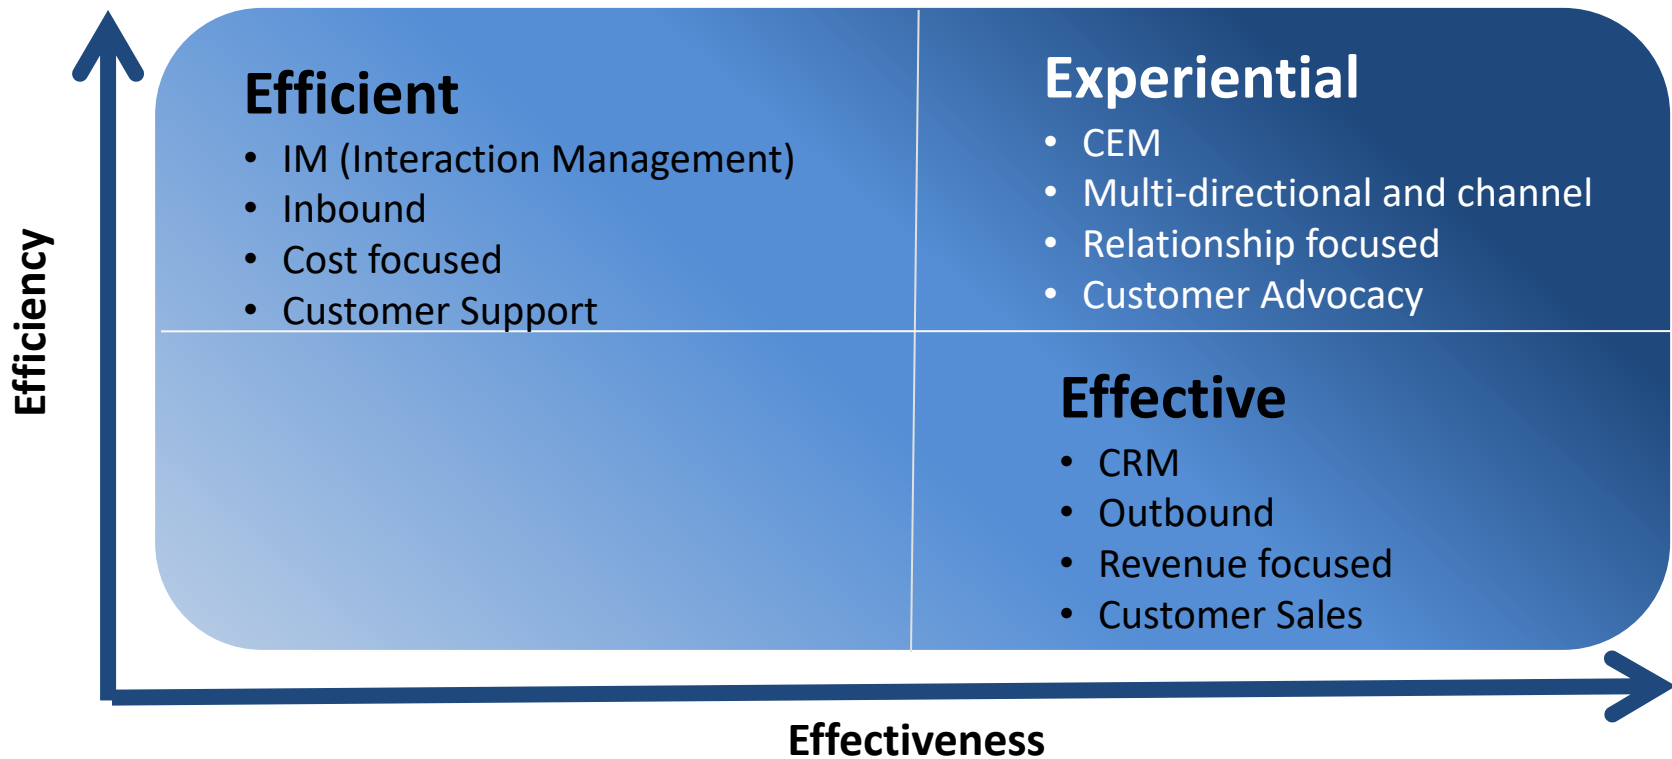 Efficiency
Efficient
• IM (Interaction Management)
• Inbound
• Cost focused
• Customer Support
Experiential
• CEM
• Multi-directional and channel
• Relationship focused
• Customer Advocacy
Effective
• CRM
• Outbound
• Revenue focused
• Customer Sales
Effectiveness